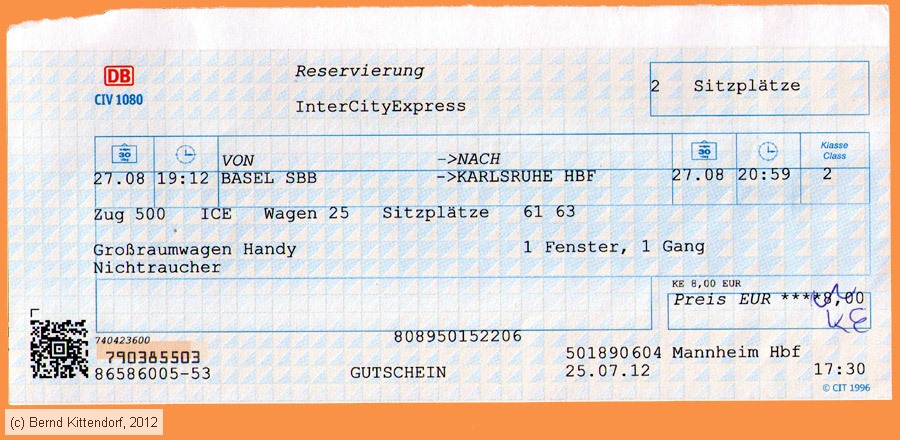 DB
CIV 1080
Reservierung
InterCityExpress
2 Sitzplätze
VON ->NACH
Klasse
Class
27.08 19:12 BASEL SBB ->KARLSRUHE HBF 27.08 20:59 2
Zug 500 ICE Wagen 25 Sitzplätze 61 63
Großraumwagen Handy 1 Fenster, 1 Gang
Nichtraucher
KE 8,00 EUR
Preis EUR ****8,00
KE
808950152206
740423600
790385503
501890604 Mannheim Hbf
86586005-53 GUTSCHEIN 25.07.12 17:30
© CIT 1996
(c) Bernd Kittendorf, 2012